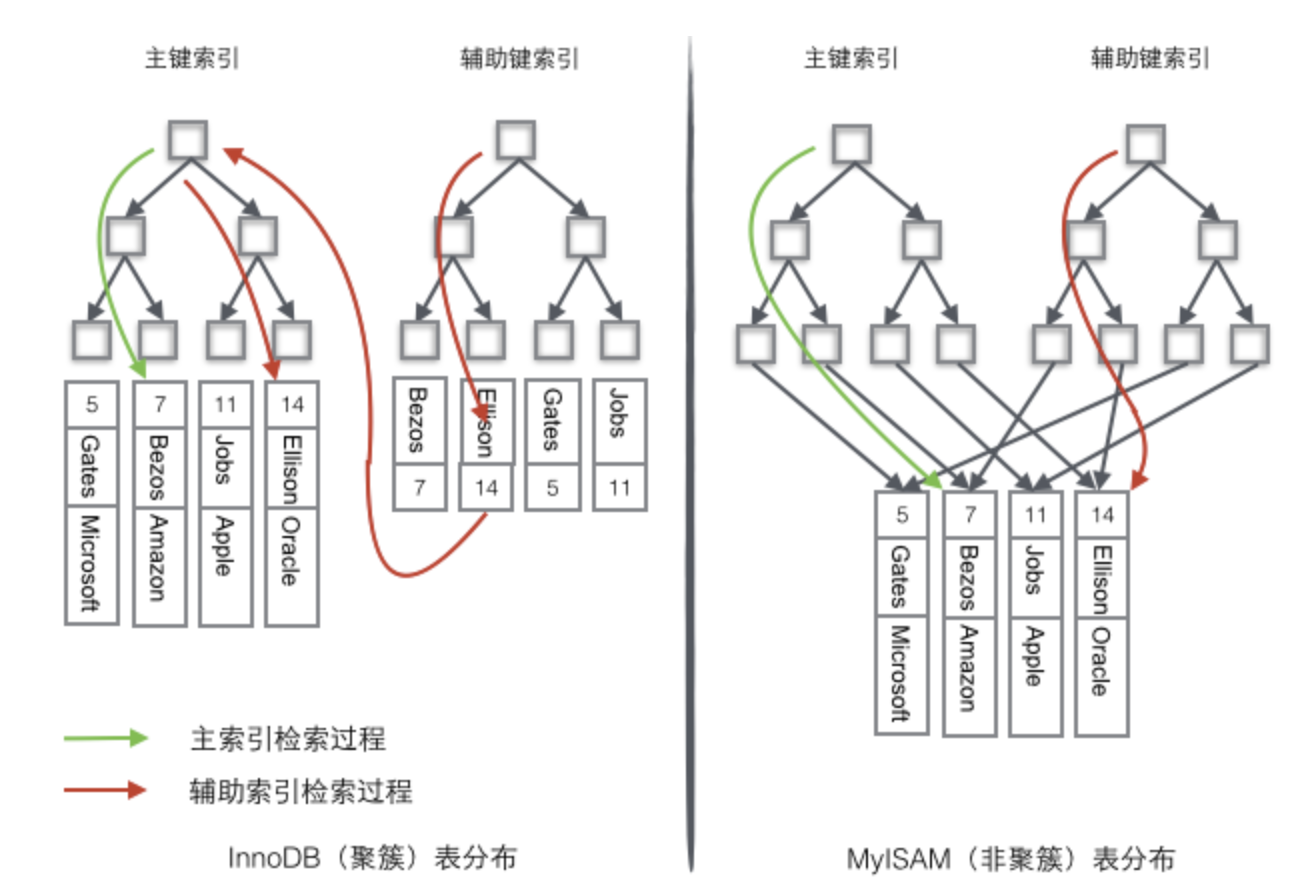 主键索引
辅助键索引
主键索引
辅助键索引
5
Gates
Microsoft
7
Bezos
Amazon
11
Jobs
Apple
14
Ellison
Oracle
Bezos
7
Ellison
14
Gates
5
Jobs
11
5
Gates
Microsoft
7
Bezos
Amazon
11
Jobs
Apple
14
Ellison
Oracle
主索引检索过程
辅助索引检索过程
InnoDB（聚簇）表分布
MyISAM（非聚簇）表分布